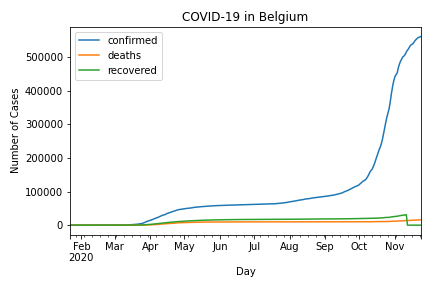 COVID-19 in Belgium
confirmed
deaths
recovered
Number of Cases
500000
400000
300000
200000
100000
0
Feb Mar Apr May Jun Jul Aug Sep Oct Nov
2020
Day